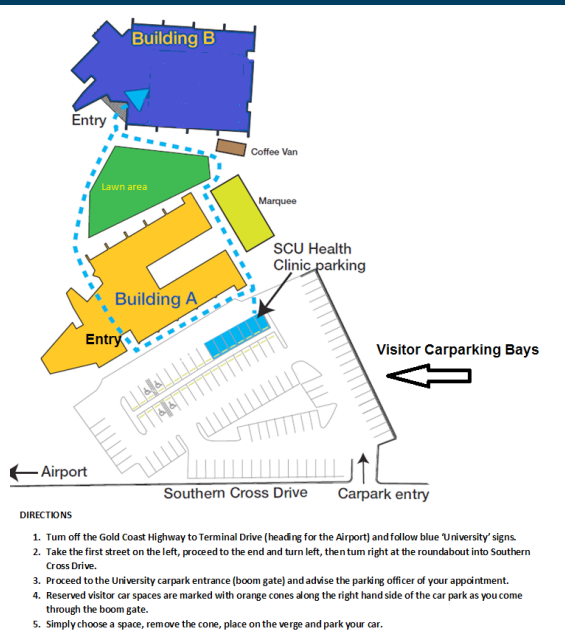 Building B
Entry
Coffee Van
Lawn area
Marquee
SCU Health
Clinic parking
Building A
Entry
Visitor Carparking Bays
Airport
Southern Cross Drive
Carpark entry
DIRECTIONS
1. Turn off the Gold Coast Highway to Terminal Drive (heading for the Airport) and follow blue ‘University’ signs.
2. Take the first street on the left, proceed to the end and turn left, then turn right at the roundabout into Southern
Cross Drive.
3. Proceed to the University carpark entrance (boom gate) and advise the parking officer of your appointment.
4. Reserved visitor car spaces are marked with orange cones along the right hand side of the car park as you come
through the boom gate.
5. Simply choose a space, remove the cone, place on the verge and park your car.